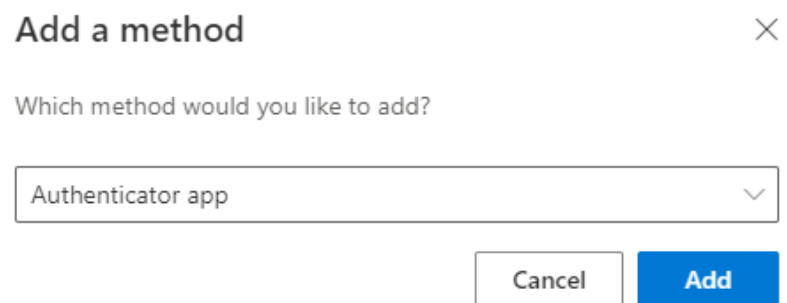 Add a method
Which method would you like to add?
Authenticator app
Cancel
Add